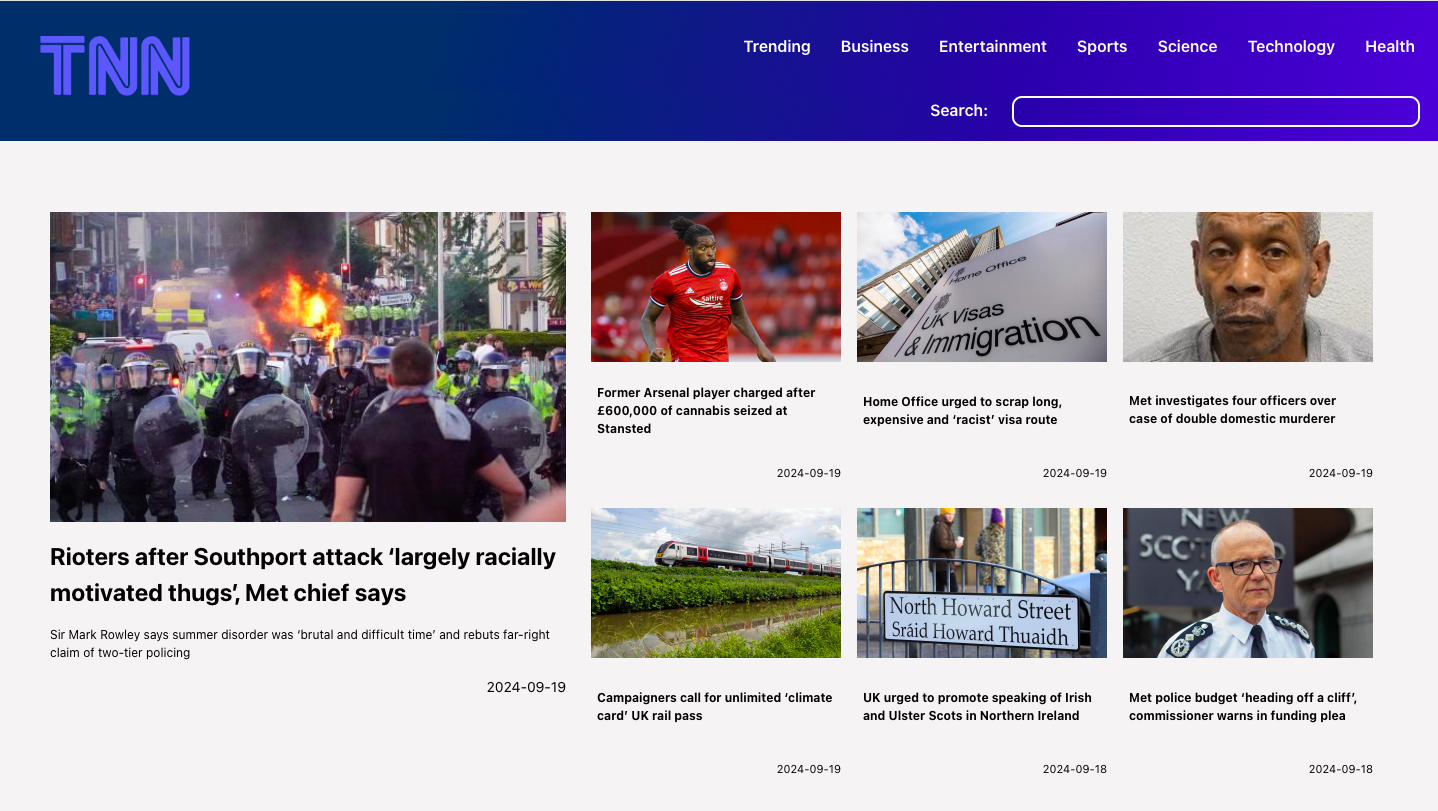 TNN
Trending Business Entertainment Sports Science Technology Health
Search:
Rioters after Southport attack ‘largely racially
motivated thugs’, Met chief says
Sir Mark Rowley says summer disorder was ‘brutal and difficult time’ and rebuts far-right
claim of two-tier policing
2024-09-19
Saltire
Former Arsenal player charged after
£600,000 of cannabis seized at
Stansted
2024-09-19
Home Office
UK Visas
& Immigration
Home Office urged to scrap long,
expensive and ‘racist’ visa route
2024-09-19
Met investigates four officers over
case of double domestic murderer
2024-09-19
Campaigners call for unlimited ‘climate
card’ UK rail pass
2024-09-19
North Howard Street
Sráid Howard Thuaidh
UK urged to promote speaking of Irish
and Ulster Scots in Northern Ireland
2024-09-18
NEW
SCOTLAND
YARD
Met police budget ‘heading off a cliff’,
commissioner warns in funding plea
2024-09-18